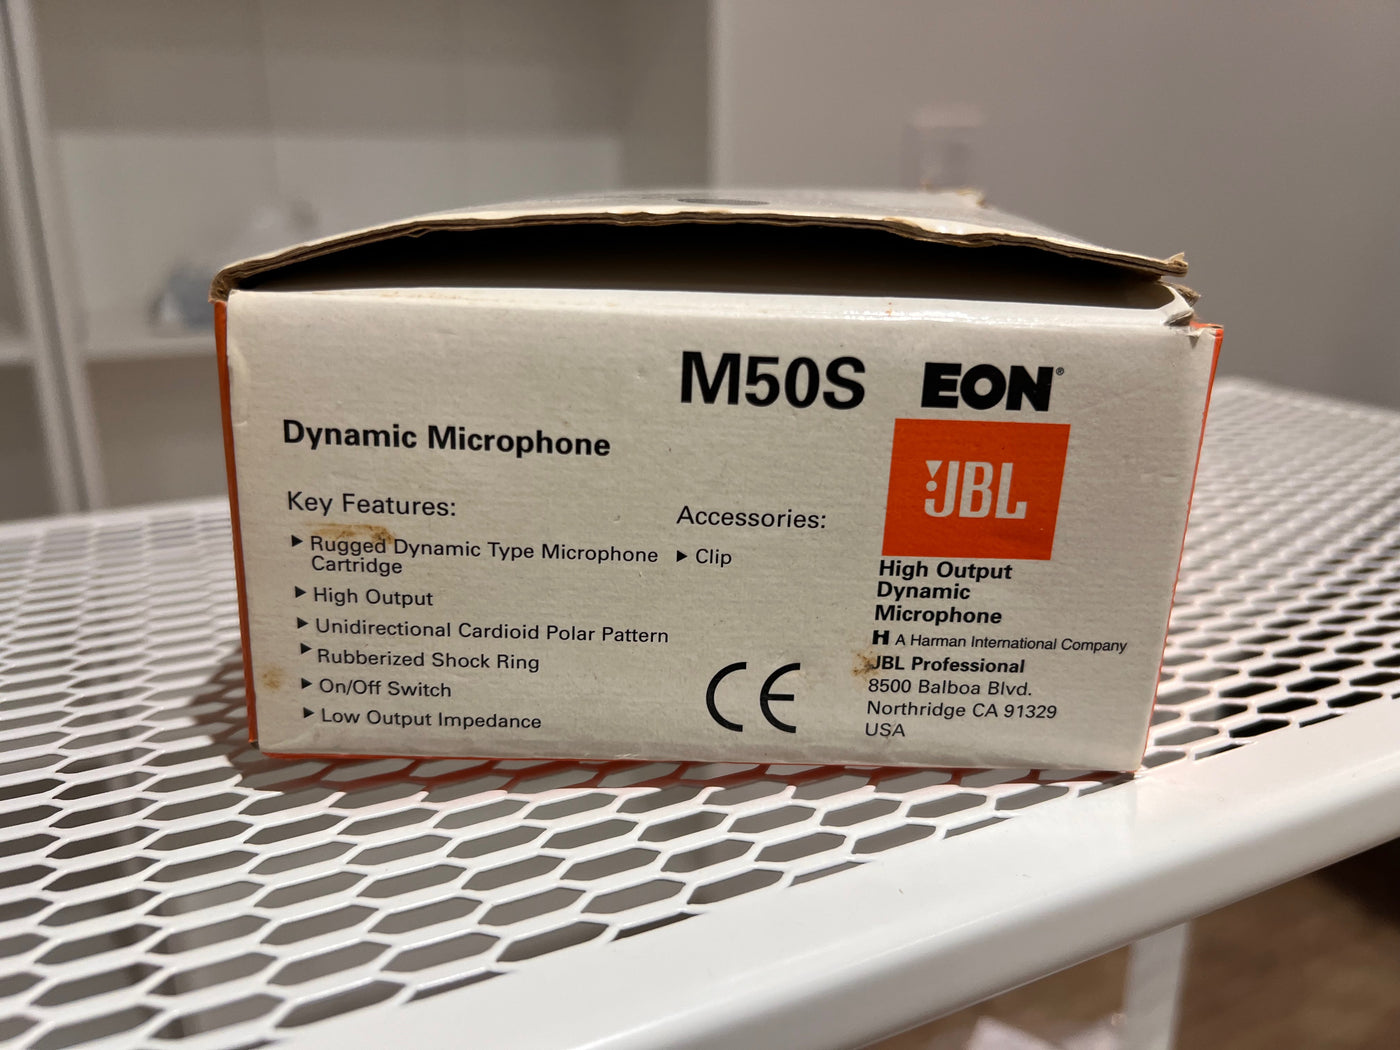 M50S
EON®
Dynamic Microphone
Key Features:
Rugged Dynamic Type Microphone
Cartridge
High Output
Unidirectional Cardioid Polar Pattern
Rubberized Shock Ring
On/Off Switch
Low Output Impedance
Accessories:
Clip
CE
JBL
High Output
Dynamic
Microphone
H A Harman International Company
JBL Professional
8500 Balboa Blvd.
Northridge CA 91329
USA